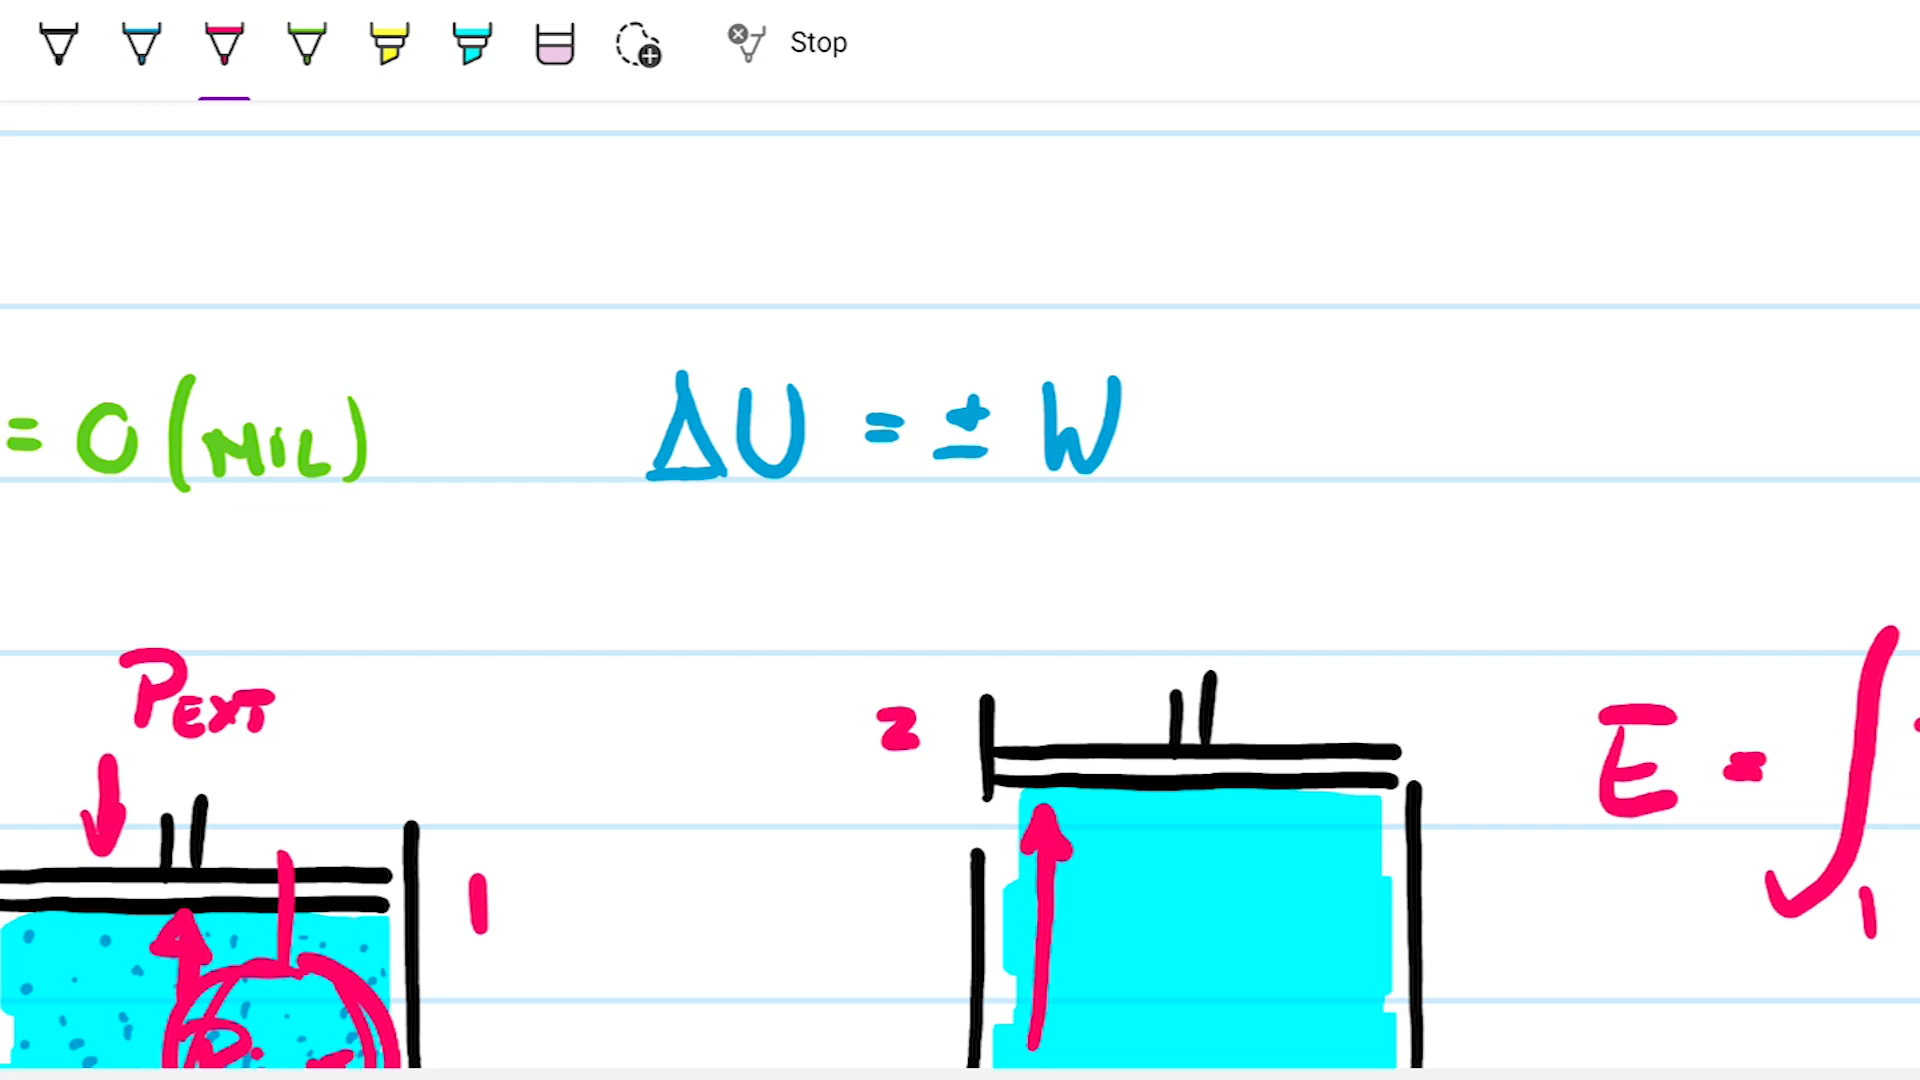 Stop
= 0 (NIL) ΔU = ± W
PEXT
2
E = ∫
1
1